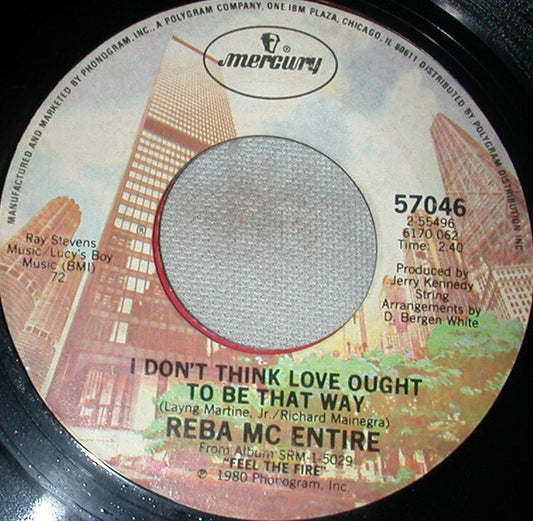 MANUFACTURED AND MARKETED BY PHONOGRAM, INC., A POLYGRAM COMPANY, ONE IBM PLAZA, CHICAGO, IL 60611 DISTRIBUTED BY POLYGRAM DISTRIBUTION INC
®
mercury
57046
2-55496
6170 062
Time: 2:40
®
Ray Stevens
Music/Lucy's Boy
Music (BMI)
72
Produced by
Jerry Kennedy
String
Arrangements by
D. Bergen White
I DON'T THINK LOVE OUGHT
TO BE THAT WAY
(Layng Martine, Jr./Richard Mainegra)
REBA MC ENTIRE
From Album SRM-1-5029
"FEEL THE FIRE"
℗ 1980 Phonogram, Inc.